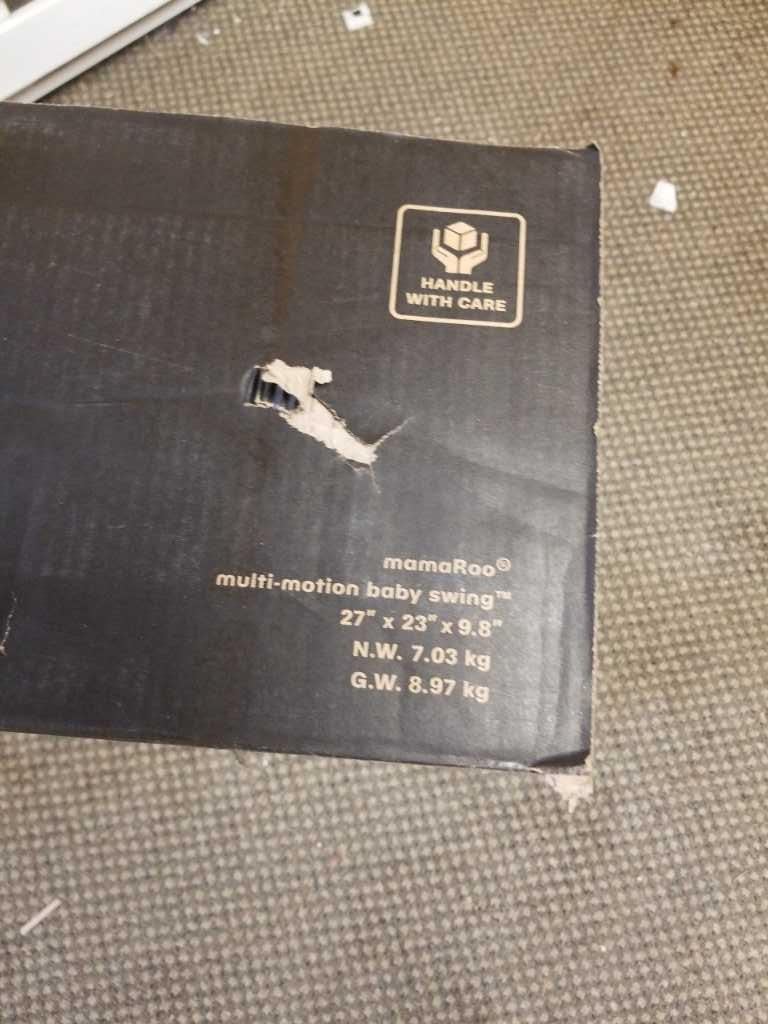 HANDLE
WITH CARE
mamaRoo®
multi-motion baby swing™
27" x 23" x 9.8"
N.W. 7.03 kg
G.W. 8.97 kg